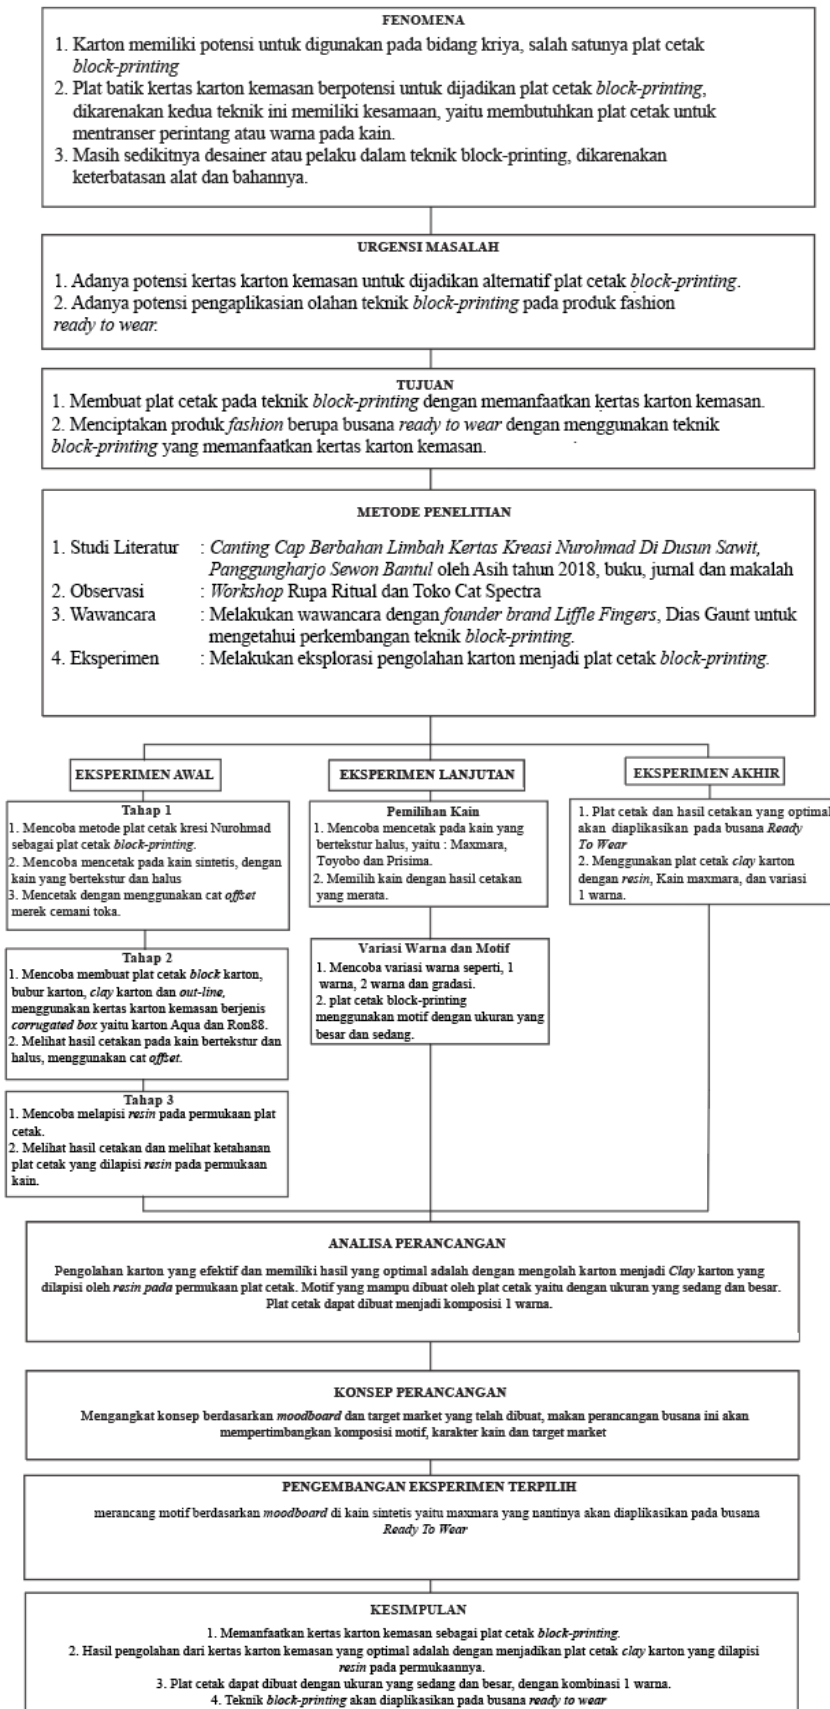 FENOMENA
1. Karton memiliki potensi untuk digunakan pada bidang kriya, salah satunya plat cetak
block-printing
2. Plat batik kertas karton kemasan berpotensi untuk dijadikan plat cetak block-printing,
dikarenakan kedua teknik ini memiliki kesamaan, yaitu membutuhkan plat cetak untuk
mentranser perintang atau warna pada kain.
3. Masih sedikitnya desainer atau pelaku dalam teknik block-printing, dikarenakan
keterbatasan alat dan bahannya.
URGENSI MASALAH
1. Adanya potensi kertas karton kemasan untuk dijadikan alternatif plat cetak block-printing.
2. Adanya potensi pengaplikasian olahan teknik block-printing pada produk fashion
ready to wear.
TUJUAN
1. Membuat plat cetak pada teknik block-printing dengan memanfaatkan kertas karton kemasan.
2. Menciptakan produk fashion berupa busana ready to wear dengan menggunakan teknik
block-printing yang memanfaatkan kertas karton kemasan.
METODE PENELITIAN
1. Studi Literatur : Canting Cap Berbahan Limbah Kertas Kreasi Nurohmad Di Dusun Sawit,
Panggungharjo Sewon Bantul oleh Asih tahun 2018, buku, jurnal dan makalah
2. Observasi : Workshop Rupa Ritual dan Toko Cat Spectra
3. Wawancara : Melakukan wawancara dengan founder brand Liffle Fingers, Dias Gaunt untuk
mengetahui perkembangan teknik block-printing.
4. Eksperimen : Melakukan eksplorasi pengolahan karton menjadi plat cetak block-printing.
EKSPERIMEN AWAL
Tahap 1
1. Mencoba metode plat cetak kresi Nurohmad
sebagai plat cetak block-printing.
2. Mencoba mencetak pada kain sintetis, dengan
kain yang bertekstur dan halus
3. Mencetak dengan menggunakan cat offset
merek cemani toka.
Tahap 2
1. Mencoba membuat plat cetak block karton,
bubur karton, clay karton dan out-line,
menggunakan kertas karton kemasan berjenis
corrugated box yaitu karton Aqua dan Ron88.
2. Melihat hasil cetakan pada kain bertekstur dan
halus, menggunakan cat offset.
Tahap 3
1. Mencoba melapisi resin pada permukaan plat
cetak.
2. Melihat hasil cetakan dan melihat ketahanan
plat cetak yang dilapisi resin pada permukaan
kain.
EKSPERIMEN LANJUTAN
Pemilihan Kain
1. Mencoba mencetak pada kain yang
bertekstur halus, yaitu : Maxmara,
Toyobo dan Prisima.
2. Memilih kain dengan hasil cetakan
yang merata.
Variasi Warna dan Motif
1. Mencoba variasi warna seperti, 1
warna, 2 warna dan gradasi.
2. plat cetak block-printing
menggunakan motif dengan ukuran yang
besar dan sedang.
EKSPERIMEN AKHIR
1. Plat cetak dan hasil cetakan yang optimal
akan diaplikasikan pada busana Ready
To Wear
2. Menggunakan plat cetak clay karton
dengan resin, Kain maxmara, dan variasi
1 warna.
ANALISA PERANCANGAN
Pengolahan karton yang efektif dan memiliki hasil yang optimal adalah dengan mengolah karton menjadi Clay karton yang
dilapisi oleh resin pada permukaan plat cetak. Motif yang mampu dibuat oleh plat cetak yaitu dengan ukuran yang sedang dan besar.
Plat cetak dapat dibuat menjadi komposisi 1 warna.
KONSEP PERANCANGAN
Mengangkat konsep berdasarkan moodboard dan target market yang telah dibuat, makan perancangan busana ini akan
mempertimbangkan komposisi motif, karakter kain dan target market
PENGEMBANGAN EKSPERIMEN TERPILIH
merancang motif berdasarkan moodboard di kain sintetis yaitu maxmara yang nantinya akan diaplikasikan pada busana
Ready To Wear
KESIMPULAN
1. Memanfaatkan kertas karton kemasan sebagai plat cetak block-printing.
2. Hasil pengolahan dari kertas karton kemasan yang optimal adalah dengan menjadikan plat cetak clay karton yang dilapisi
resin pada permukaannya.
3. Plat cetak dapat dibuat dengan ukuran yang sedang dan besar, dengan kombinasi 1 warna.
4. Teknik block-printing akan diaplikasikan pada busana ready to wear